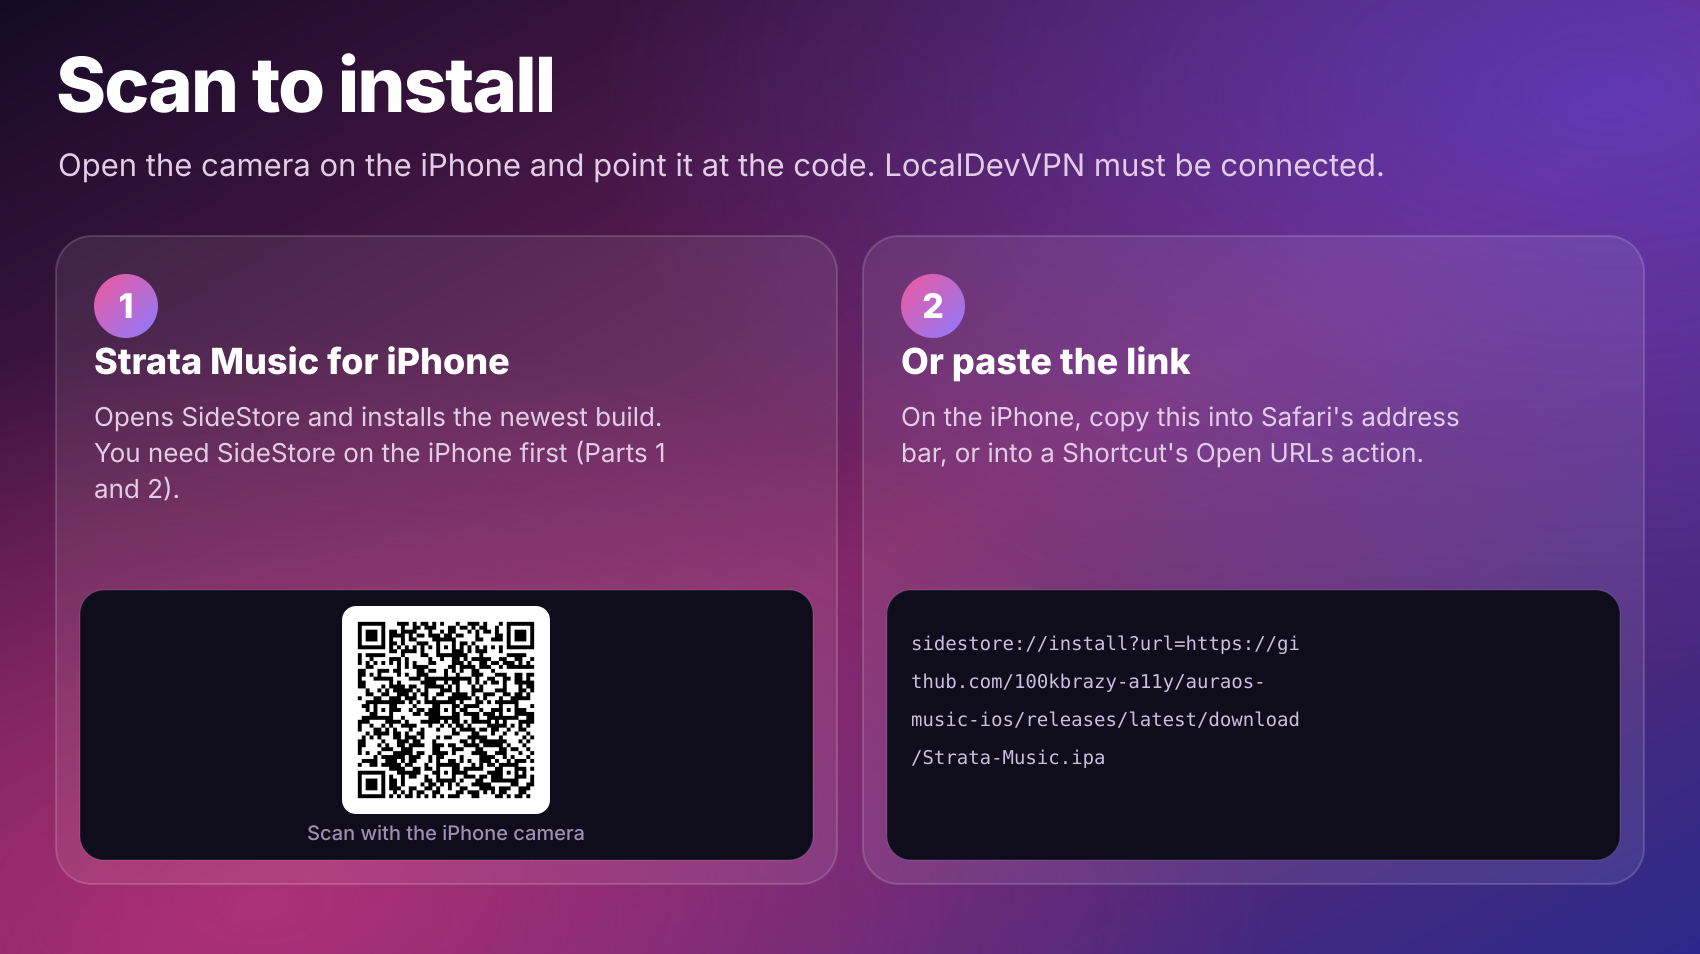 Scan to install
Open the camera on the iPhone and point it at the code. LocalDevVPN must be connected.
1
Strata Music for iPhone
Opens SideStore and installs the newest build.
You need SideStore on the iPhone first (Parts 1
and 2).
Scan with the iPhone camera
2
Or paste the link
On the iPhone, copy this into Safari's address
bar, or into a Shortcut's Open URLs action.
sidestore://install?url=https://gi
thub.com/100kbrazy-a11y/auraos-
music-ios/releases/latest/download
/Strata-Music.ipa